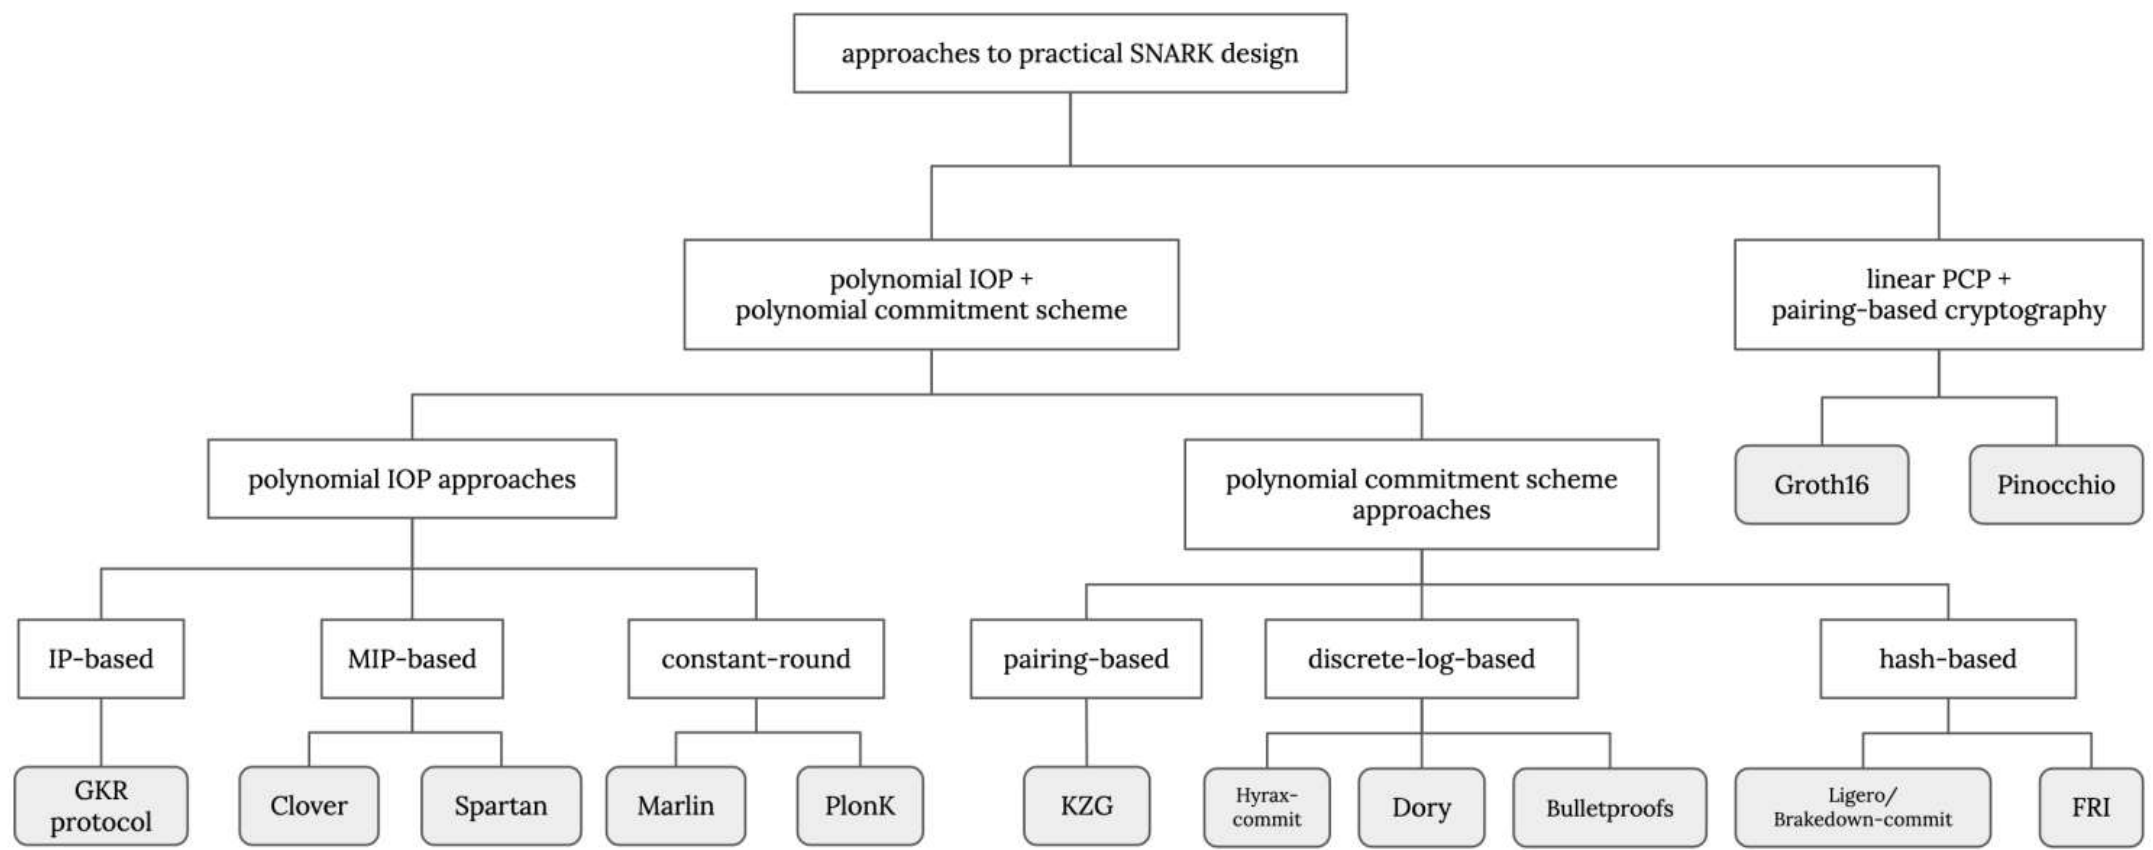 approaches to practical SNARK design
polynomial IOP +
polynomial commitment scheme
linear PCP +
pairing-based cryptography
polynomial IOP approaches
polynomial commitment scheme
approaches
Groth16
Pinocchio
IP-based
MIP-based
constant-round
pairing-based
discrete-log-based
hash-based
GKR
protocol
Clover
Spartan
Marlin
PlonK
KZG
Hyrax-
commit
Dory
Bulletproofs
Ligero/
Brakedown-commit
FRI